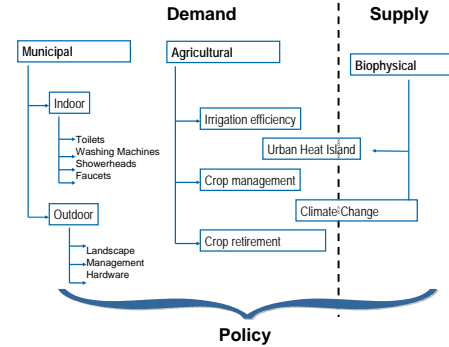 Demand
Supply
Municipal
Agricultural
Biophysical
Indoor
Toilets
Washing Machines
Showerheads
Faucets
Outdoor
Landscape
Management
Hardware
Irrigation efficiency
Urban Heat Island
Crop management
Climate Change
Crop retirement
Policy